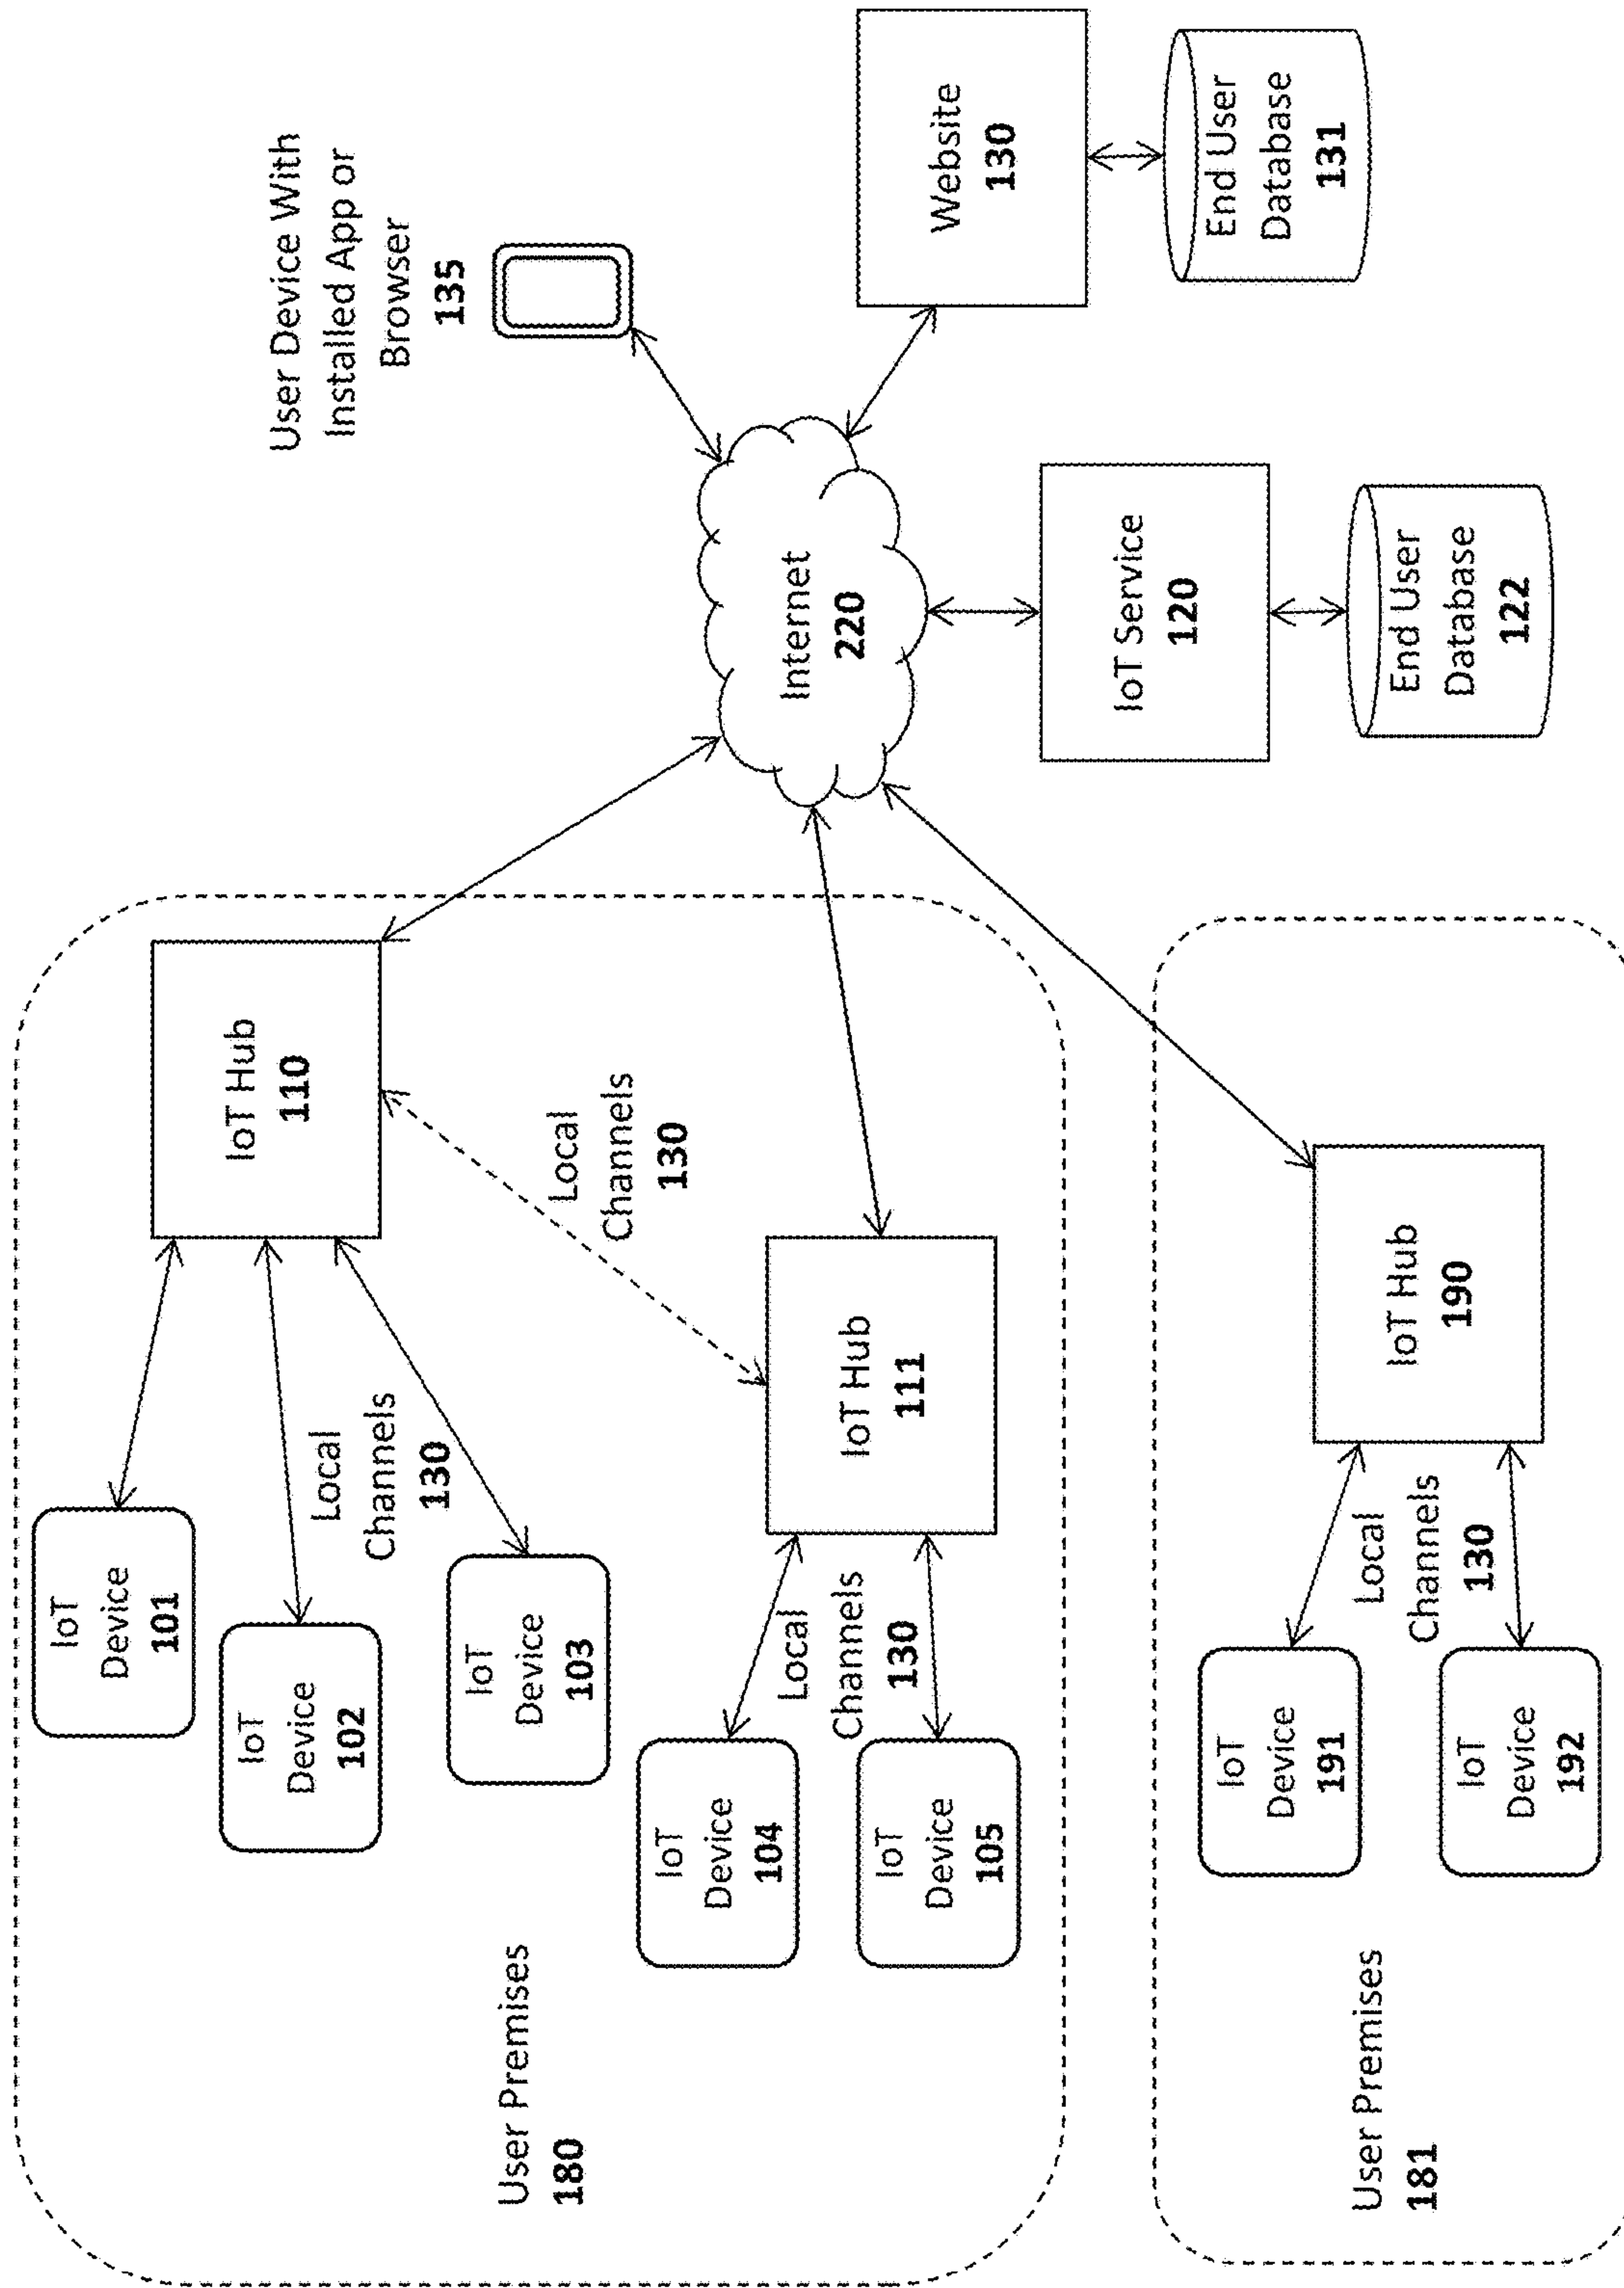 IoT
Device
101
IoT
Device
102
IoT
Device
103
Local
Channels
130
IoT Hub
110
User Device With
Installed App or
Browser
135
Local
Channels
130
User Premises
180
IoT
Device
104
IoT
Device
105
Local
Channels
130
IoT Hub
111
Internet
220
Website
130
End User
Database
131
IoT Service
120
End User
Database
122
User Premises
181
IoT
Device
191
IoT
Device
192
Local
Channels
130
IoT Hub
190